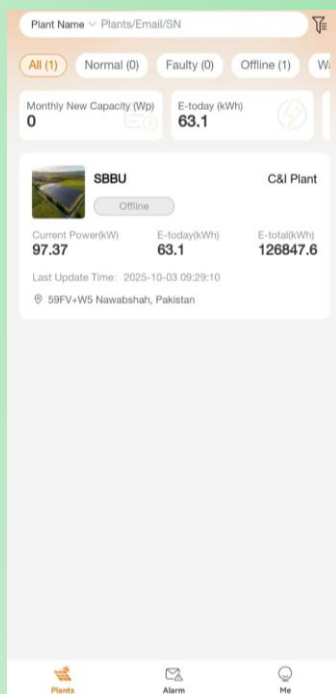 Plant Name Plants/Email/SN
All (1) Normal (0) Faulty (0) Offline (1)
Monthly New Capacity (Wp) E-today (kWh)
0 63.1
SBBU C&I Plant
Offline
Current Power(kW) E-today(kWh) E-total(kWh)
97.37 63.1 126847.6
Last Update Time: 2025-10-03 09:29:10
59FV+W5 Nawabshah, Pakistan
Plants Alarm Me